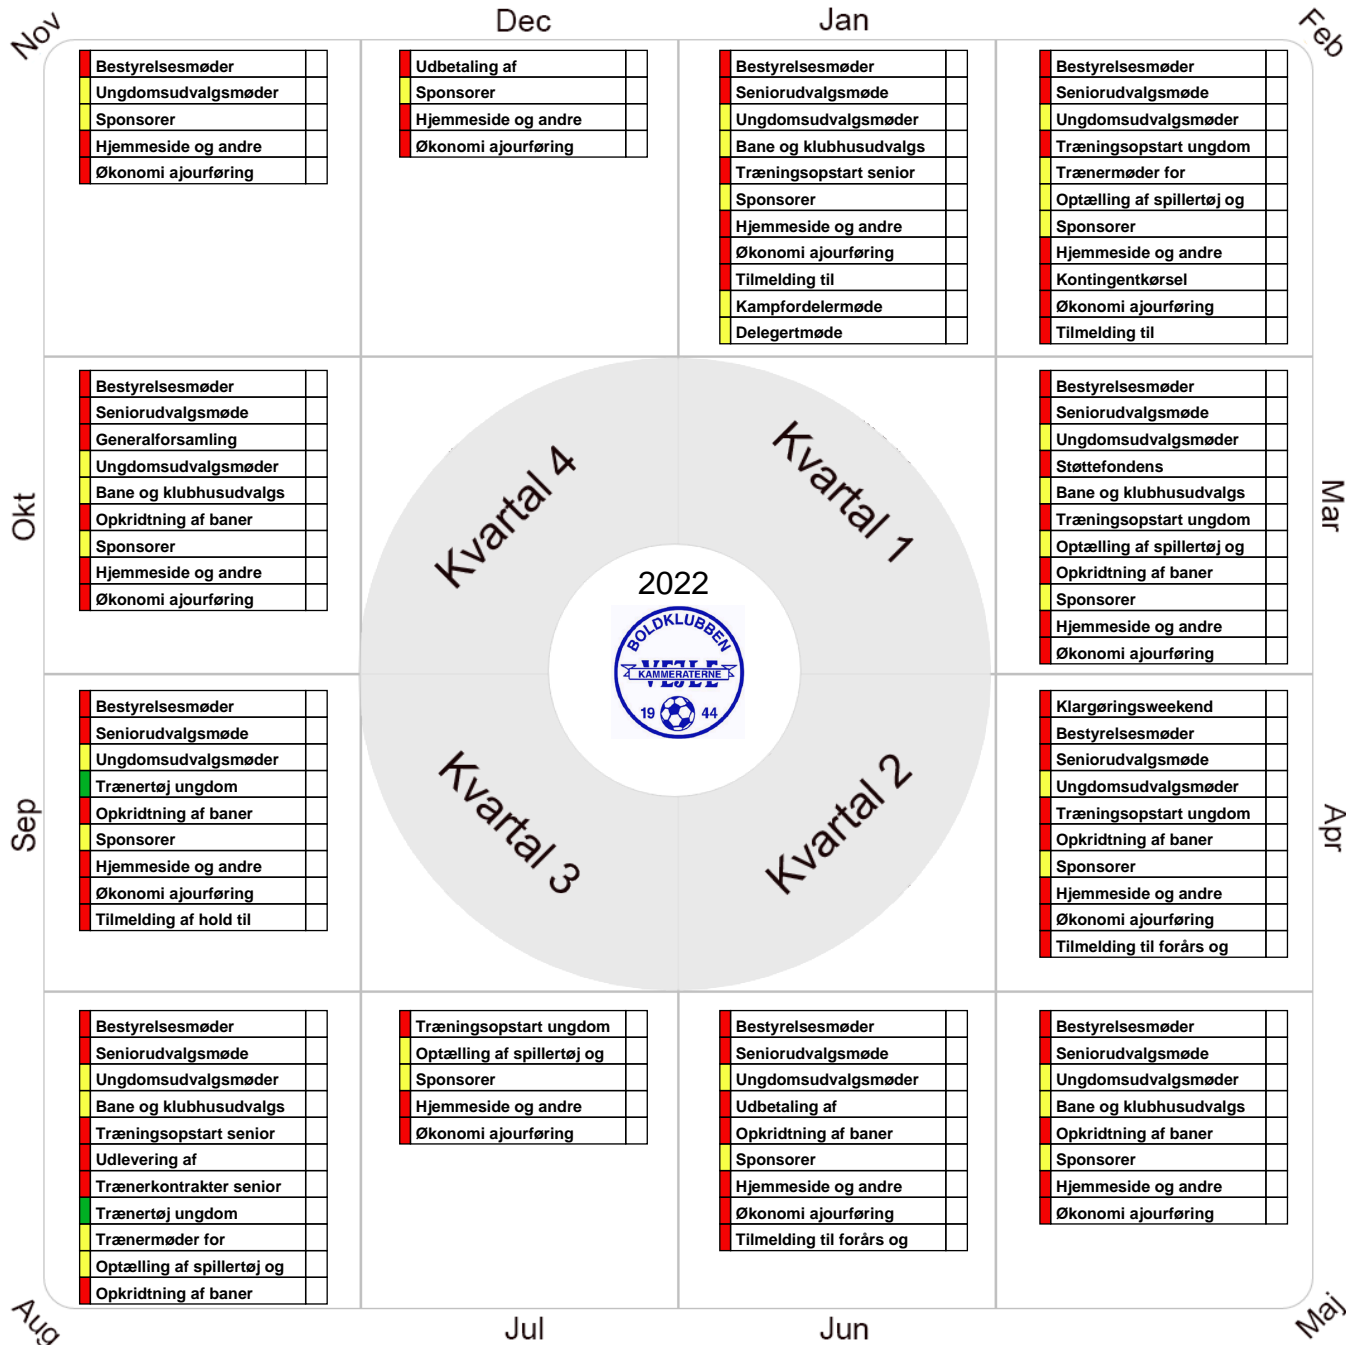 Nov
Dec
Jan
Feb
Bestyrelsesmøder
Ungdomsudvalgsmøder
Sponsorer
Hjemmeside og andre
Økonomi ajourføring
Udbetaling af
Sponsorer
Hjemmeside og andre
Økonomi ajourføring
Bestyrelsesmøder
Seniorudvalgsmøde
Ungdomsudvalgsmøder
Bane og klubhusudvalgs
Træningsopstart senior
Sponsorer
Hjemmeside og andre
Økonomi ajourføring
Tilmelding til
Kampfordelermøde
Delegertmøde
Bestyrelsesmøder
Seniorudvalgsmøde
Ungdomsudvalgsmøder
Træningsopstart ungdom
Trænermøder for
Optælling af spillertøj og
Sponsorer
Hjemmeside og andre
Kontingentkørsel
Økonomi ajourføring
Tilmelding til
Okt
Bestyrelsesmøder
Seniorudvalgsmøde
Generalforsamling
Ungdomsudvalgsmøder
Bane og klubhusudvalgs
Opkridtning af baner
Sponsorer
Hjemmeside og andre
Økonomi ajourføring
Kvartal 4
Kvartal 1
Bestyrelsesmøder
Seniorudvalgsmøde
Ungdomsudvalgsmøder
Støttefondens
Bane og klubhusudvalgs
Træningsopstart ungdom
Optælling af spillertøj og
Opkridtning af baner
Sponsorer
Hjemmeside og andre
Økonomi ajourføring
Mar
2022
BOLDKLUBBEN
VEJLE
KAMMERATERNE
19 44
Sep
Bestyrelsesmøder
Seniorudvalgsmøde
Ungdomsudvalgsmøder
Trænertøj ungdom
Opkridtning af baner
Sponsorer
Hjemmeside og andre
Økonomi ajourføring
Tilmelding af hold til
Kvartal 3
Kvartal 2
Klargøringsweekend
Bestyrelsesmøder
Seniorudvalgsmøde
Ungdomsudvalgsmøder
Træningsopstart ungdom
Opkridtning af baner
Sponsorer
Hjemmeside og andre
Økonomi ajourføring
Tilmelding til forårs og
Apr
Bestyrelsesmøder
Seniorudvalgsmøde
Ungdomsudvalgsmøder
Bane og klubhusudvalgs
Træningsopstart senior
Udlevering af
Trænerkontrakter senior
Trænertøj ungdom
Trænermøder for
Optælling af spillertøj og
Opkridtning af baner
Træningsopstart ungdom
Optælling af spillertøj og
Sponsorer
Hjemmeside og andre
Økonomi ajourføring
Bestyrelsesmøder
Seniorudvalgsmøde
Ungdomsudvalgsmøder
Udbetaling af
Opkridtning af baner
Sponsorer
Hjemmeside og andre
Økonomi ajourføring
Tilmelding til forårs og
Bestyrelsesmøder
Seniorudvalgsmøde
Ungdomsudvalgsmøder
Bane og klubhusudvalgs
Opkridtning af baner
Sponsorer
Hjemmeside og andre
Økonomi ajourføring
Aug
Jul
Jun
Maj